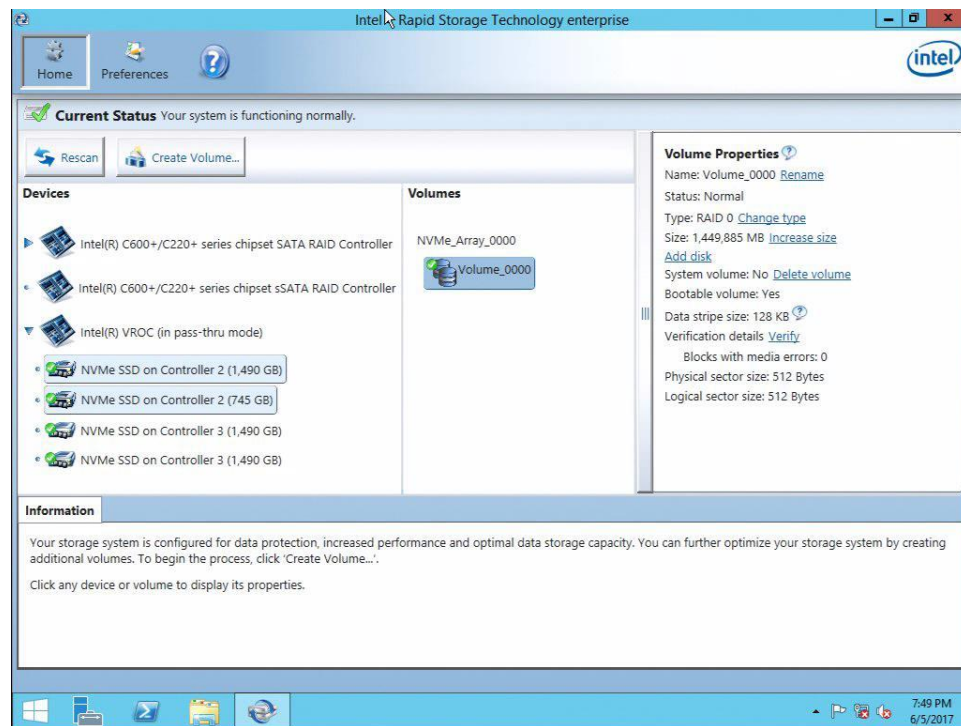 Intel® Rapid Storage Technology enterprise
Home
Preferences
intel
Current Status Your system is functioning normally.
Rescan
Create Volume...
Devices
Intel(R) C600+/C220+ series chipset SATA RAID Controller
Intel(R) C600+/C220+ series chipset sSATA RAID Controller
Intel(R) VROC (in pass-thru mode)
NVMe SSD on Controller 2 (1,490 GB)
NVMe SSD on Controller 2 (745 GB)
NVMe SSD on Controller 3 (1,490 GB)
NVMe SSD on Controller 3 (1,490 GB)
Volumes
NVMe_Array_0000
Volume_0000
Volume Properties ?
Name: Volume_0000 Rename
Status: Normal
Type: RAID 0 Change type
Size: 1,449,885 MB Increase size
Add disk
System volume: No Delete volume
Bootable volume: Yes
Data stripe size: 128 KB ?
Verification details Verify
Blocks with media errors: 0
Physical sector size: 512 Bytes
Logical sector size: 512 Bytes
Information
Your storage system is configured for data protection, increased performance and optimal data storage capacity. You can further optimize your storage system by creating
additional volumes. To begin the process, click 'Create Volume...'.
Click any device or volume to display its properties.
7:49 PM
6/5/2017